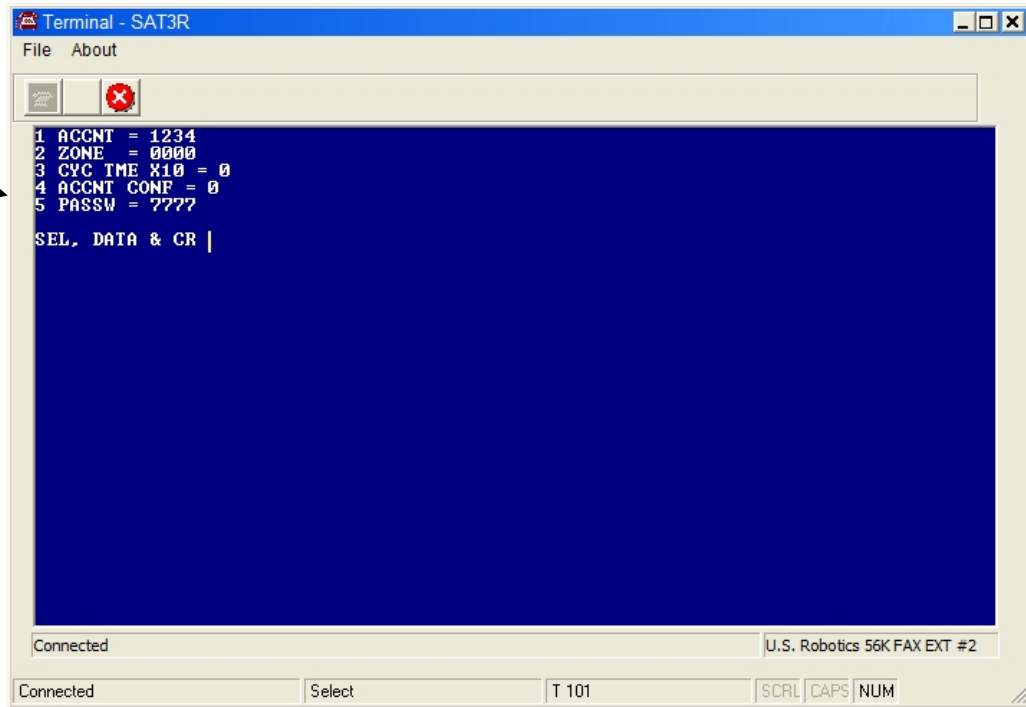 Terminal - SAT3R
File About
1 ACCNT = 1234
2 ZONE = 0000
3 CYC TME X10 = 0
4 ACCNT CONF = 0
5 PASSW = 7777
SEL, DATA & CR
Connected U.S. Robotics 56K FAX EXT #2
Connected Select T 101 SCRL CAPS NUM